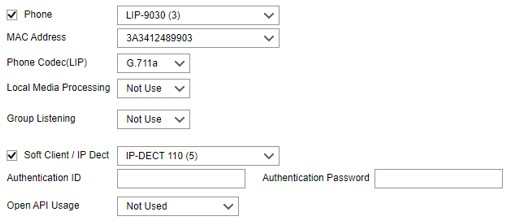 Phone LIP-9030 (3)
MAC Address 3A3412489903
Phone Codec(LIP) G.711a
Local Media Processing Not Use
Group Listening Not Use
Soft Client / IP Dect IP-DECT 110 (5)
Authentication ID Authentication Password
Open API Usage Not Used